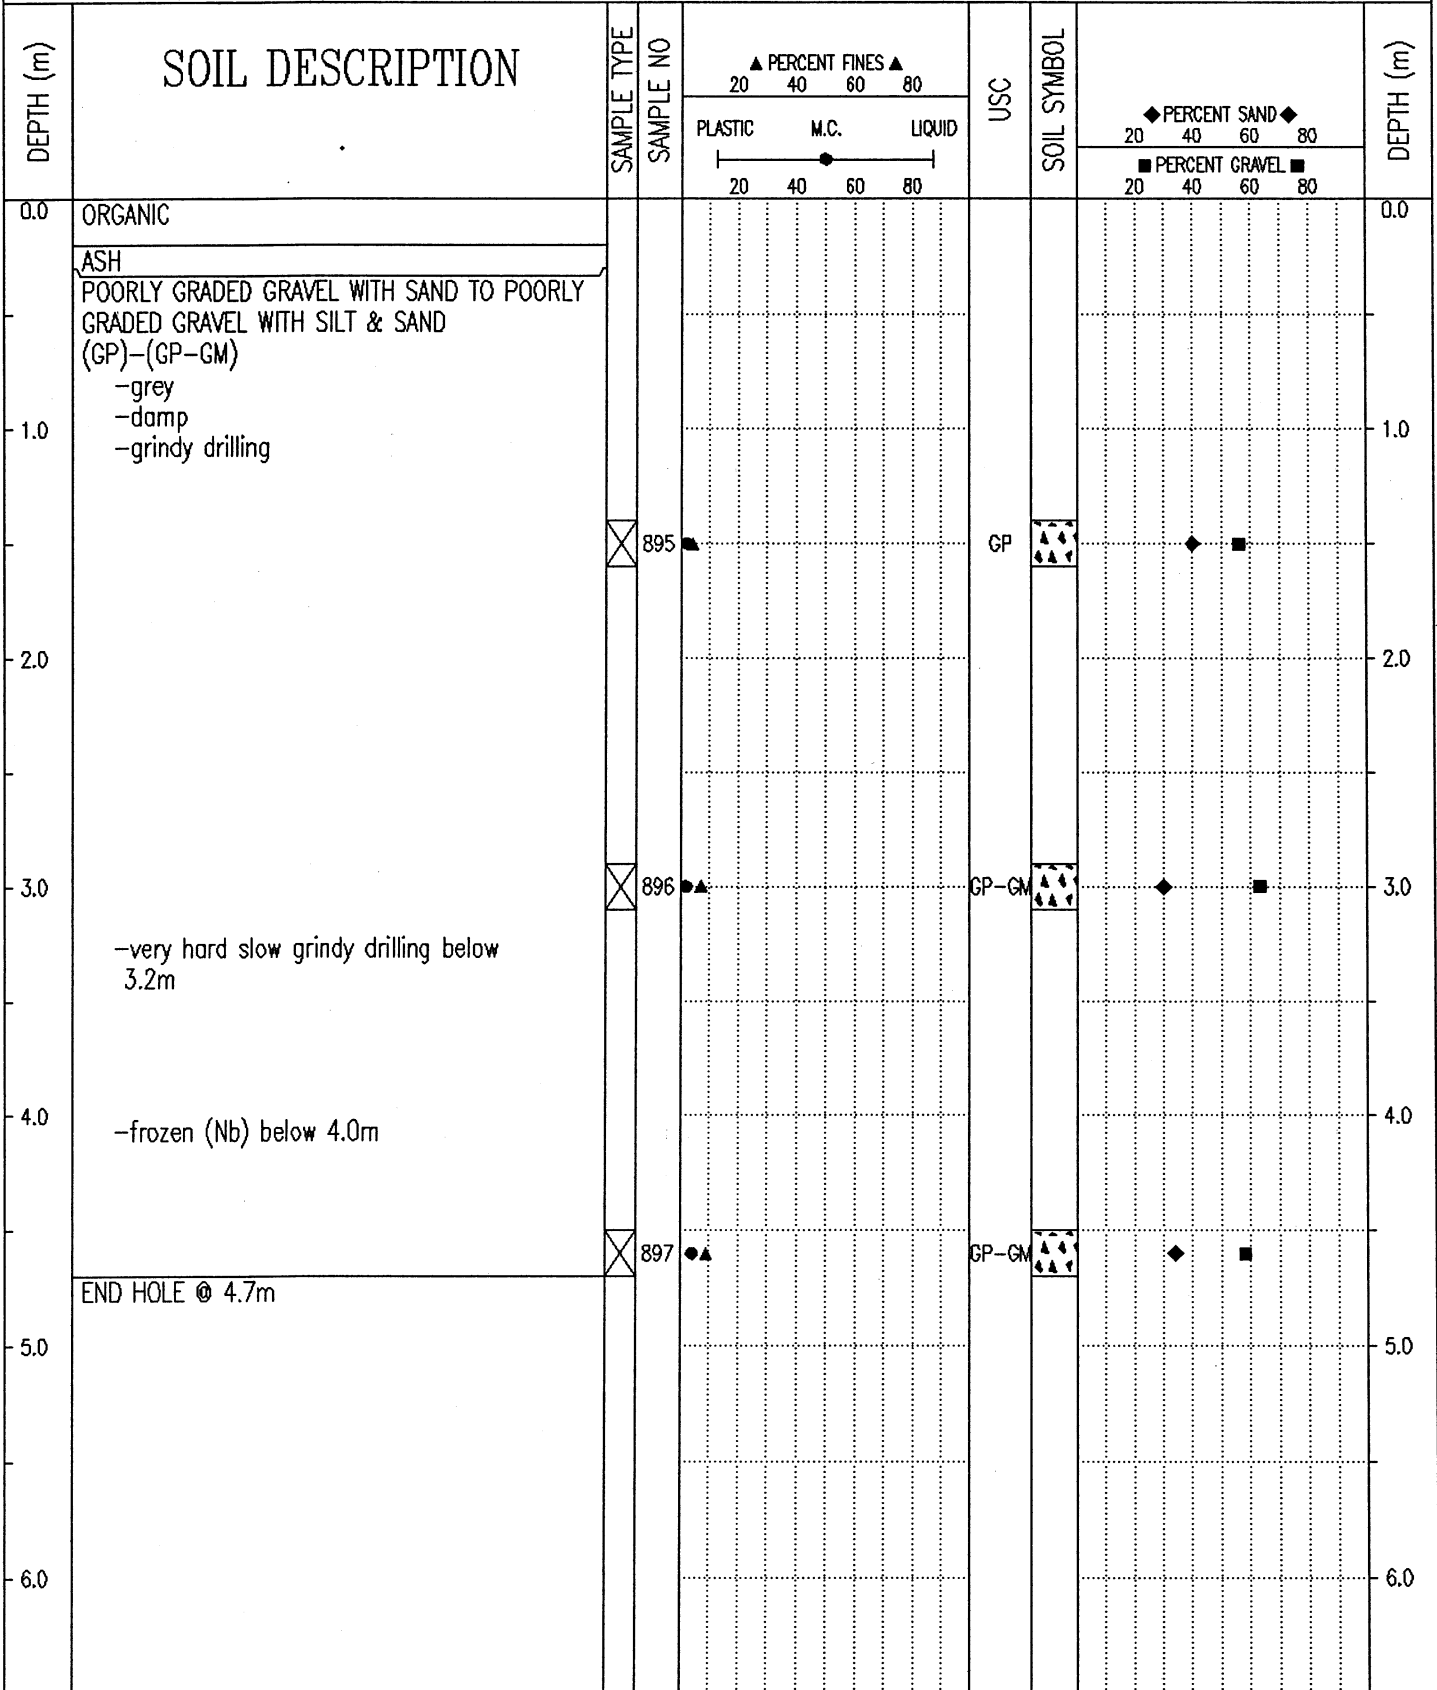 DEPTH (m)
SOIL DESCRIPTION
SAMPLE TYPE
SAMPLE NO
▲ PERCENT FINES ▲
20 40 60 80
PLASTIC M.C. LIQUID
20 40 60 80
USC
SOIL SYMBOL
◆PERCENT SAND◆
20 40 60 80
■ PERCENT GRAVEL ■
20 40 60 80
DEPTH (m)
0.0
ORGANIC
0.0
ASH
POORLY GRADED GRAVEL WITH SAND TO POORLY
GRADED GRAVEL WITH SILT & SAND
(GP)-(GP-GM)
-grey
-damp
1.0
-grindy drilling
1.0
895
GP
2.0
2.0
3.0
896
GP-GM
3.0
-very hard slow grindy drilling below
3.2m
4.0
-frozen (Nb) below 4.0m
4.0
897
GP-GM
END HOLE @ 4.7m
5.0
5.0
6.0
6.0